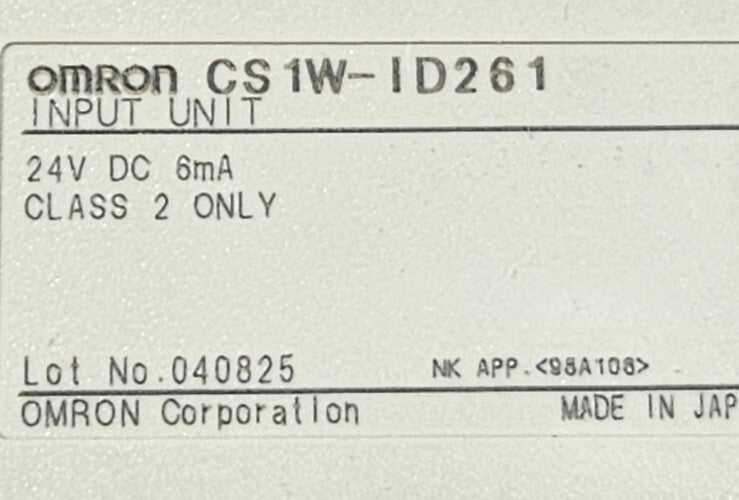 OMRON CS1W-ID261
INPUT UNIT
24V DC 6mA
CLASS 2 ONLY
Lot No.040825 NK APP.<98A108>
OMRON Corporation MADE IN JAP